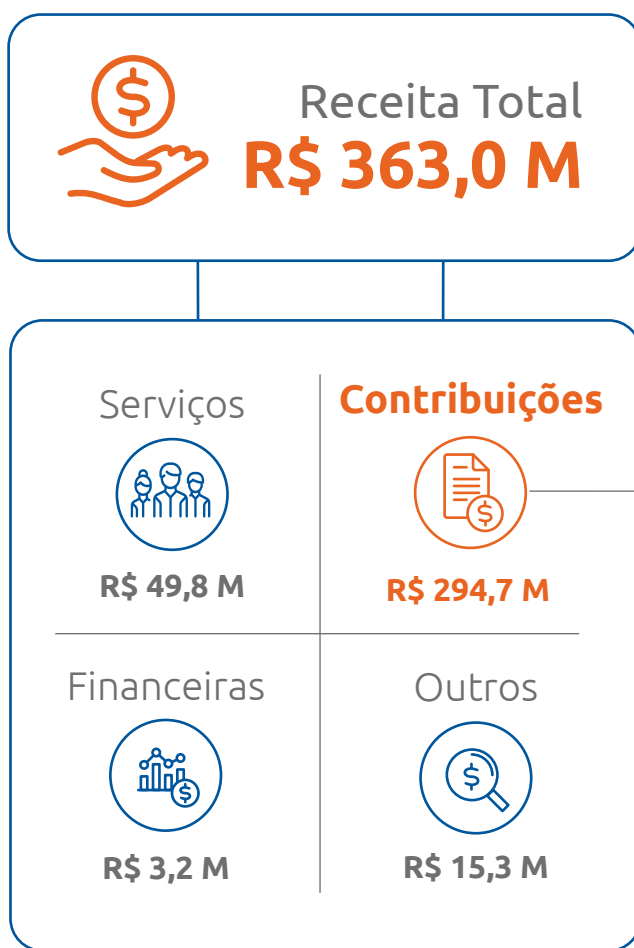 Receita Total
R$ 363,0 M
Serviços
R$ 49,8 M
Contribuições
R$ 294,7 M
Financeiras
R$ 3,2 M
Outros
R$ 15,3 M